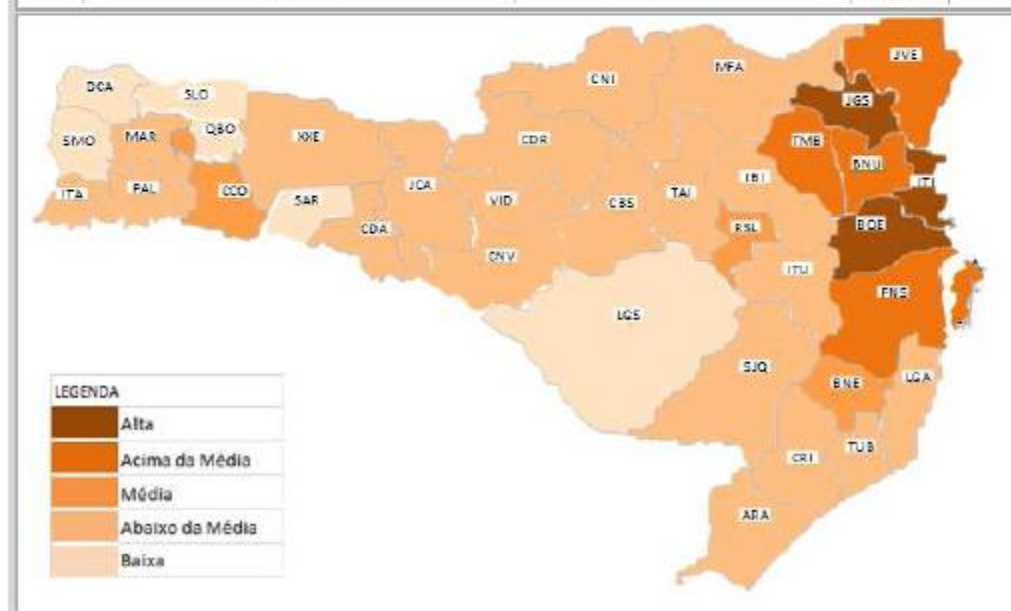 JVE
MFA
CNI
DCA
SLO
JGS
QBO
XXE
CDR
TMB
BNU
SMO
MAR
IBI
ITJ
ITA
PAL
CCO
SAR
JCA
VID
CBS
TAI
CDA
RSL
BQE
CNV
ITU
FNS
LGS
SJQ
BNE
LGA
LEGENDA
Alta
Acima da Média
Média
Abaixo da Média
Baixa
CRI
TUB
ARA